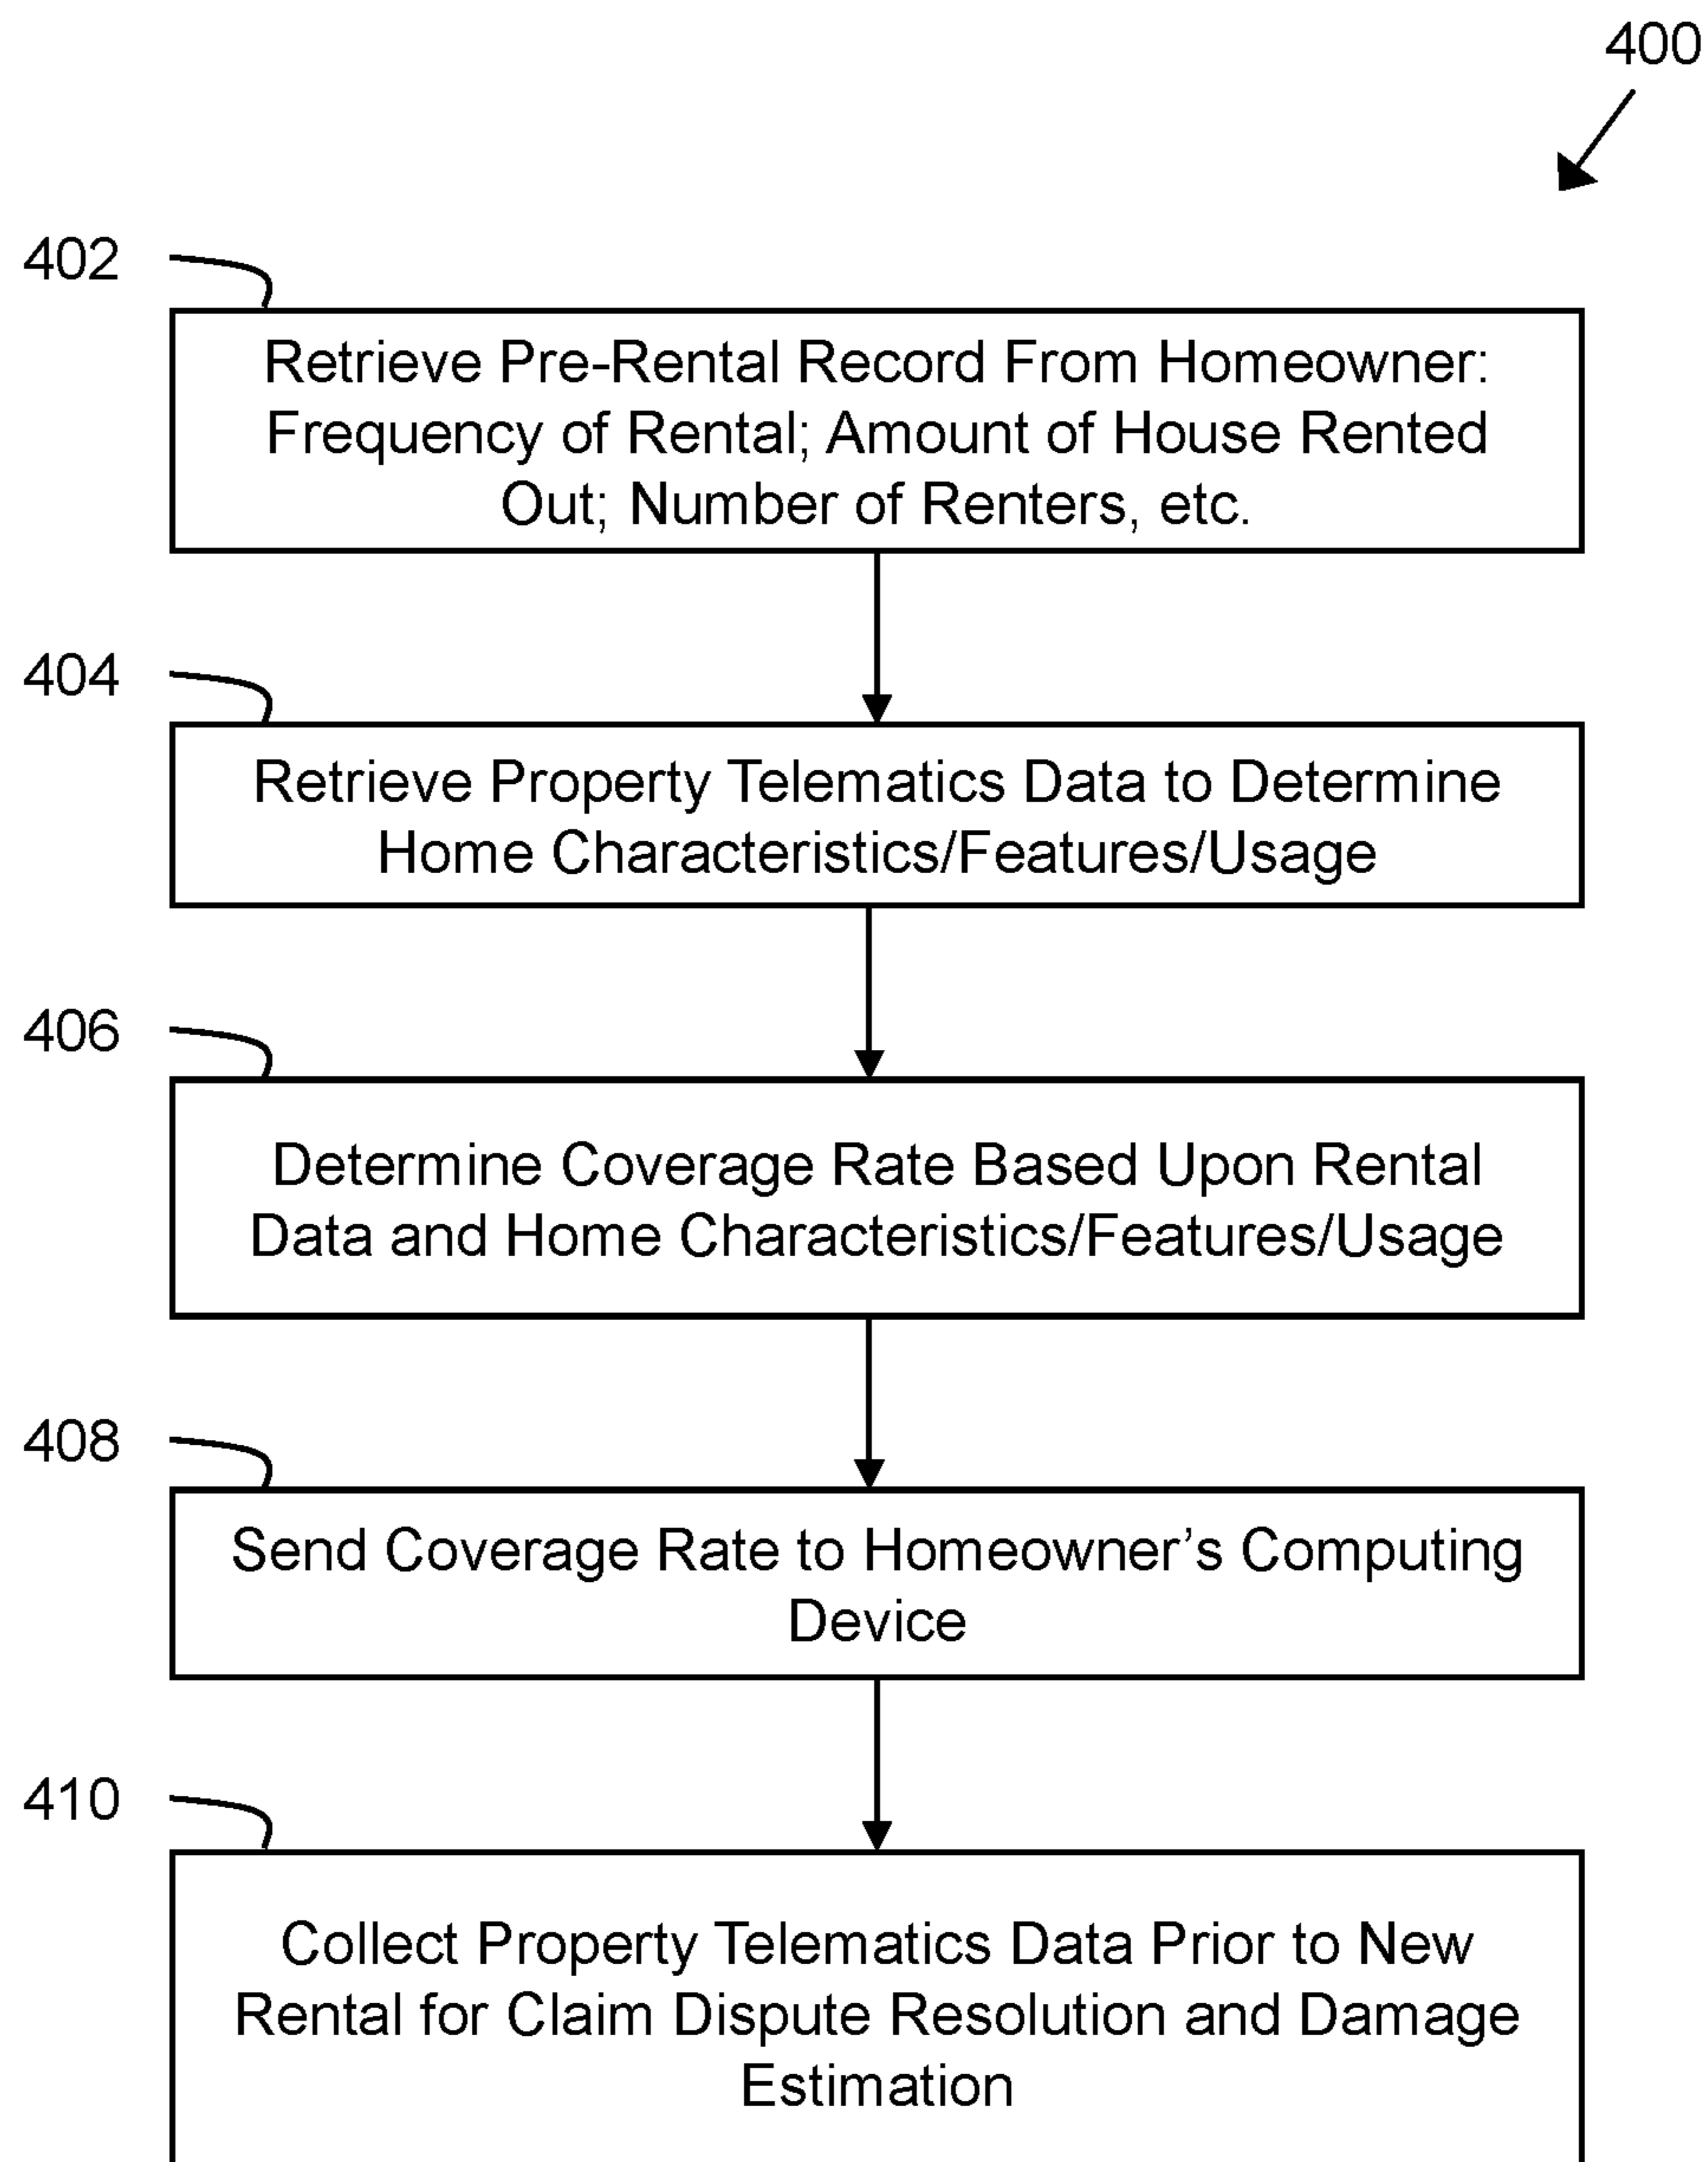 400
402
Retrieve Pre-Rental Record From Homeowner:
Frequency of Rental; Amount of House Rented
Out; Number of Renters, etc.
404
Retrieve Property Telematics Data to Determine
Home Characteristics/Features/Usage
406
Determine Coverage Rate Based Upon Rental
Data and Home Characteristics/Features/Usage
408
Send Coverage Rate to Homeowner’s Computing
Device
410
Collect Property Telematics Data Prior to New
Rental for Claim Dispute Resolution and Damage
Estimation